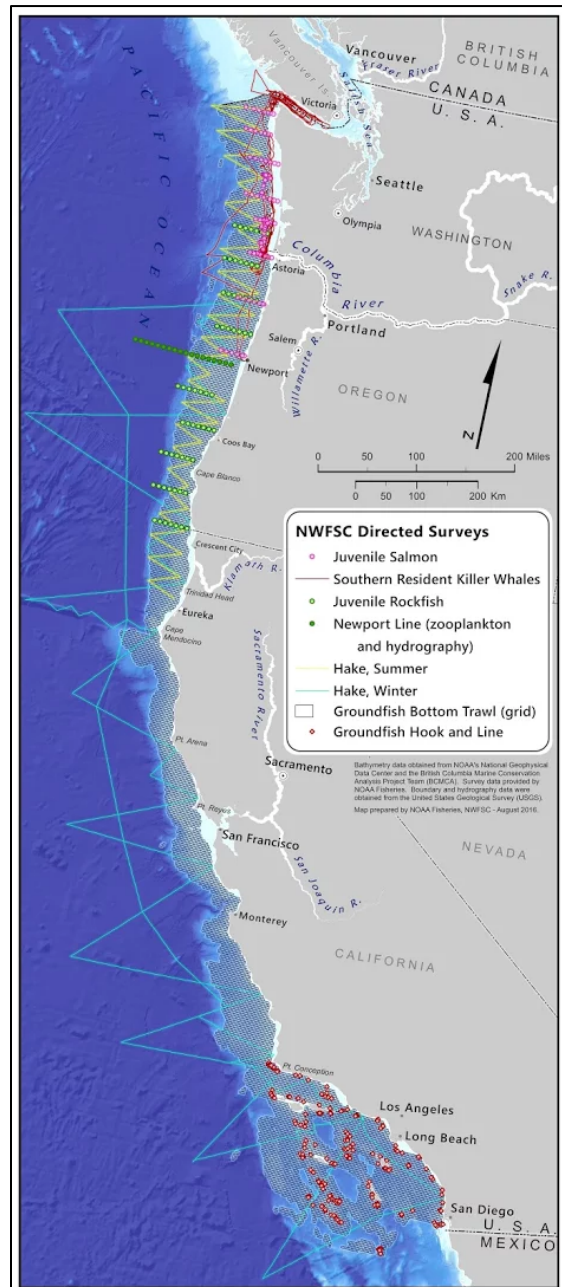 PACIFIC OCEAN
Vancouver Is.
Vancouver
Fraser River
BRITISH
COLUMBIA
CANADA
U. S. A.
Victoria
Salish Sea
Seattle
Olympia
WASHINGTON
Columbia
River
Snake R.
Astoria
Portland
Salem
Willamette R.
Newport
OREGON
N
Coos Bay
0 50 100 200 Miles
0 50 100 200 Km
Cape Blanco
Crescent City
Klamath R.
Trinidad Head
Eureka
Cape
Mendocino
Sacramento River
NWFSC Directed Surveys
Juvenile Salmon
Southern Resident Killer Whales
Juvenile Rockfish
Newport Line (zooplankton
and hydrography)
Hake, Summer
Hake, Winter
Groundfish Bottom Trawl (grid)
Groundfish Hook and Line
Bathymetry data obtained from NOAA's National Geophysical
Data Center and the British Columbia Marine Conservation
Analysis Project Team (BCMCA). Survey data provided by
NOAA Fisheries. Boundary and hydrography data were
obtained from the United States Geological Survey (USGS).
Map prepared by NOAA Fisheries, NWFSC - August 2016.
Pt. Arena
Sacramento
Pt. Reyes
San Francisco
NEVADA
San Joaquin R.
Monterey
CALIFORNIA
Pt. Conception
Los Angeles
Long Beach
San Diego
U. S. A.
MEXICO